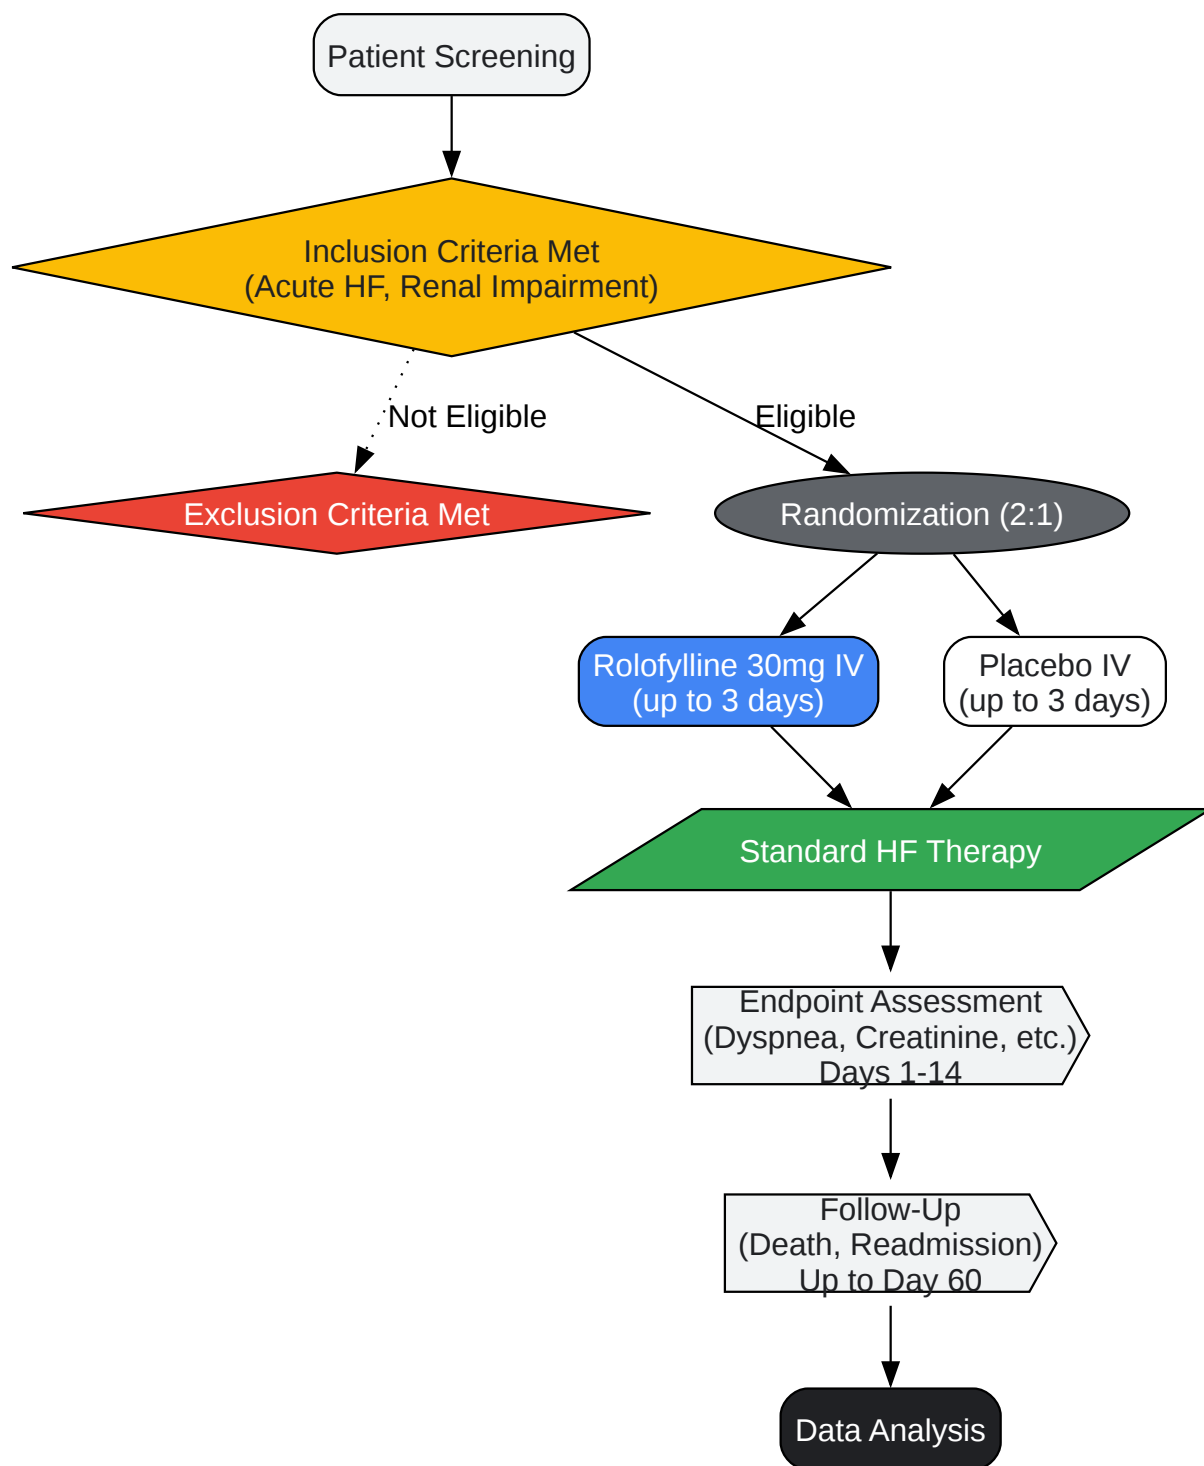 Patient Screening
Inclusion Criteria Met
(Acute HF, Renal Impairment)
Not Eligible
Eligible
Exclusion Criteria Met
Randomization (2:1)
Rolofylline 30mg IV
(up to 3 days)
Placebo IV
(up to 3 days)
Standard HF Therapy
Endpoint Assessment
(Dyspnea, Creatinine, etc.)
Days 1-14
Follow-Up
(Death, Readmission)
Up to Day 60
Data Analysis